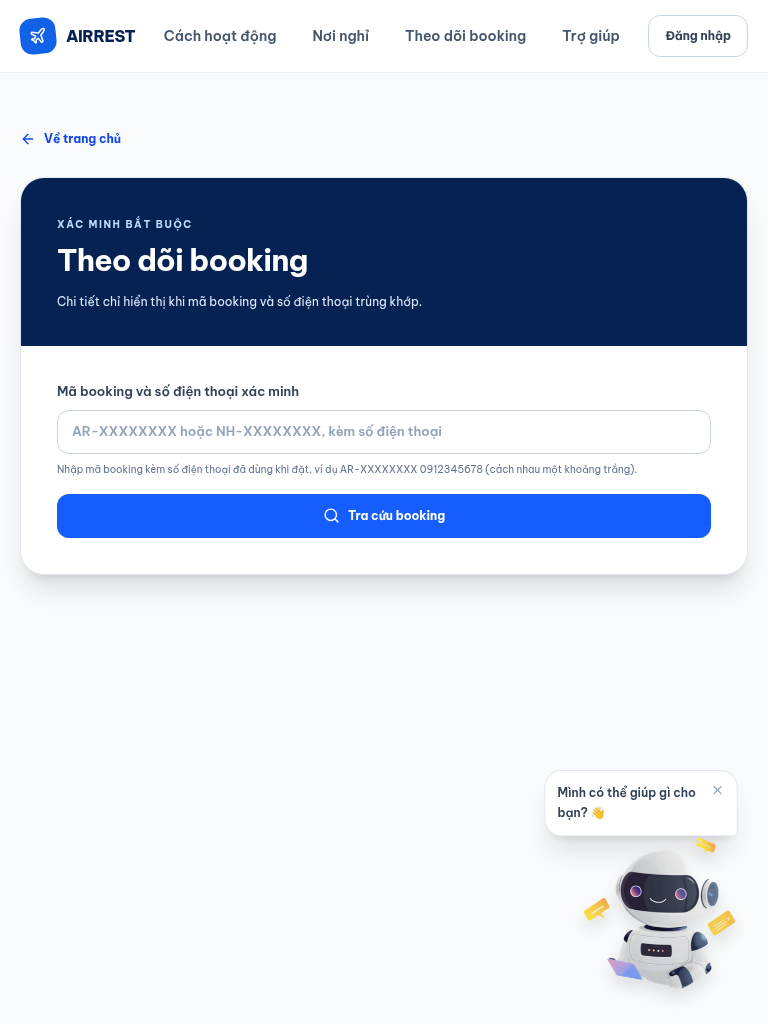 AIRREST
Cách hoạt động
Nơi nghỉ
Theo dõi booking
Trợ giúp
Đăng nhập
Về trang chủ
XÁC MINH BẮT BUỘC
Theo dõi booking
Chi tiết chỉ hiển thị khi mã booking và số điện thoại trùng khớp.
Mã booking và số điện thoại xác minh
AR-XXXXXXXX hoặc NH-XXXXXXXX, kèm số điện thoại
Nhập mã booking kèm số điện thoại đã dùng khi đặt, ví dụ AR-XXXXXXXX 0912345678 (cách nhau một khoảng trắng).
Tra cứu booking
Mình có thể giúp gì cho
bạn? 👋